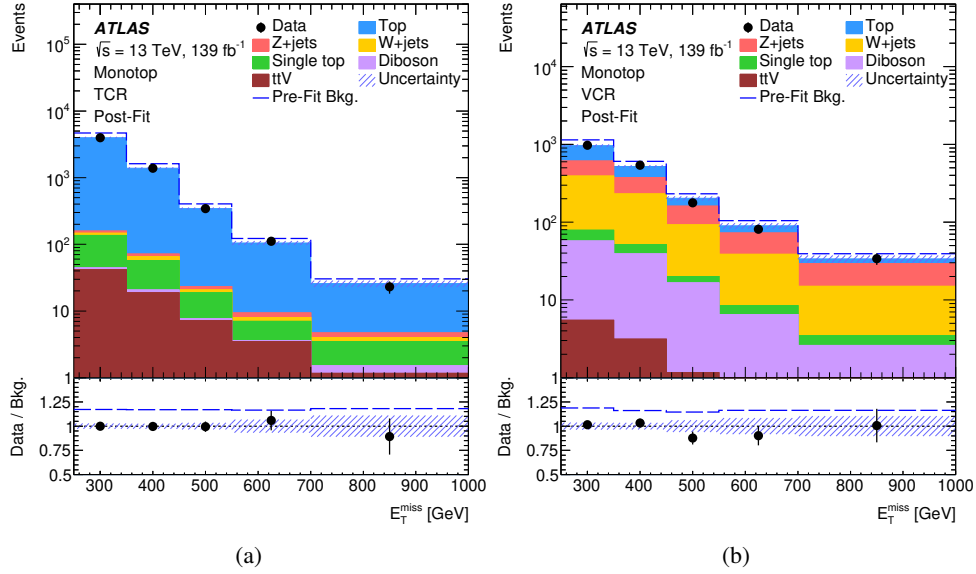 Events
ATLAS
√s = 13 TeV, 139 fb⁻¹
Monotop
TCR
Post-Fit
Data
Top
Z+jets
W+jets
Single top
Diboson
ttV
Uncertainty
Pre-Fit Bkg.
10⁵
10⁴
10³
10²
10
1
Data / Bkg.
1.25
1
0.75
0.5
300 400 500 600 700 800 900 1000
E_T^miss [GeV]
(a)
Events
ATLAS
√s = 13 TeV, 139 fb⁻¹
Monotop
VCR
Post-Fit
Data
Top
Z+jets
W+jets
Single top
Diboson
ttV
Uncertainty
Pre-Fit Bkg.
10⁴
10³
10²
10
1
Data / Bkg.
1.25
1
0.75
0.5
300 400 500 600 700 800 900 1000
E_T^miss [GeV]
(b)